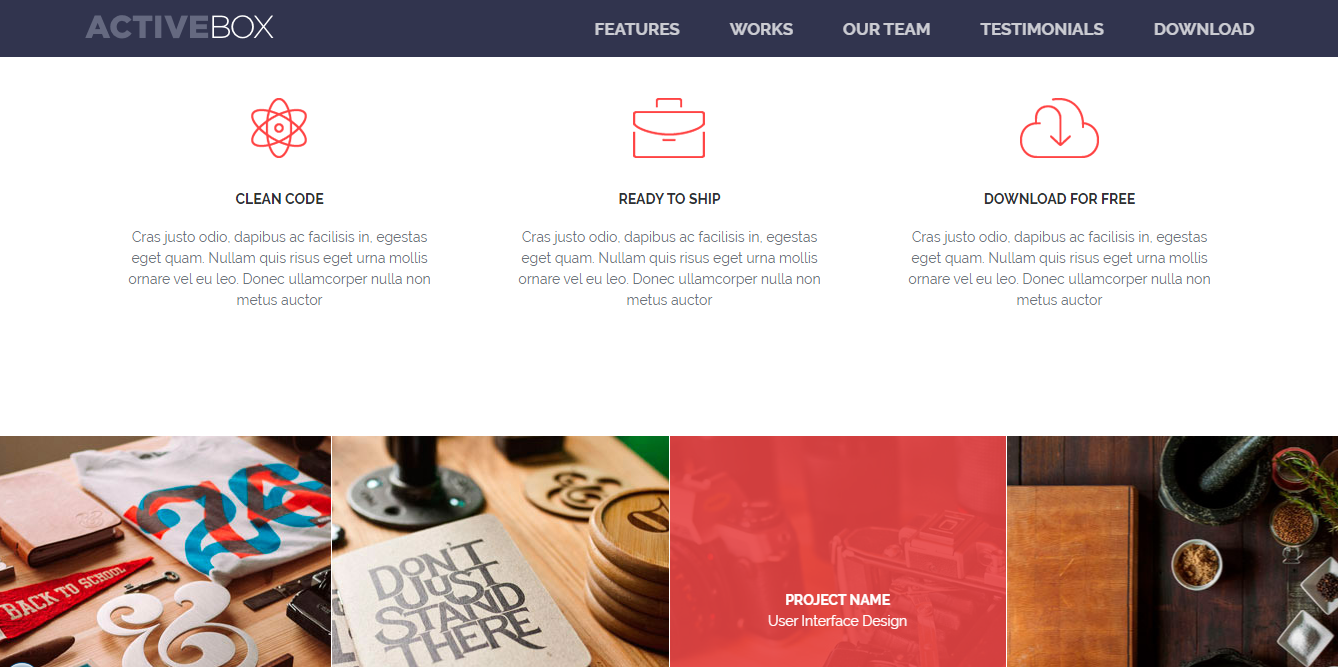 ACTIVEBOX
FEATURES
WORKS
OUR TEAM
TESTIMONIALS
DOWNLOAD
CLEAN CODE
Cras justo odio, dapibus ac facilisis in, egestas
eget quam. Nullam quis risus eget urna mollis
ornare vel eu leo. Donec ullamcorper nulla non
metus auctor
READY TO SHIP
Cras justo odio, dapibus ac facilisis in, egestas
eget quam. Nullam quis risus eget urna mollis
ornare vel eu leo. Donec ullamcorper nulla non
metus auctor
DOWNLOAD FOR FREE
Cras justo odio, dapibus ac facilisis in, egestas
eget quam. Nullam quis risus eget urna mollis
ornare vel eu leo. Donec ullamcorper nulla non
metus auctor
BACK TO SCHOOL
&
&
DON'T
JUST
STAND
THERE
PROJECT NAME
User Interface Design